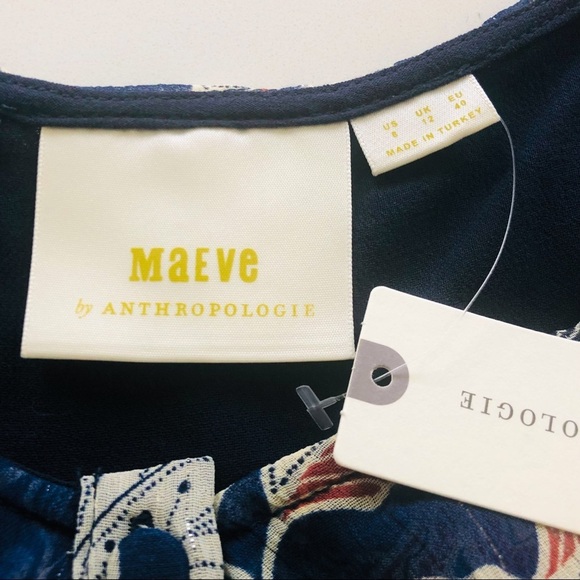 MaEVe
by ANTHROPOLOGIE
US UK EU
8 12 40
MADE IN TURKEY
OLOGIE